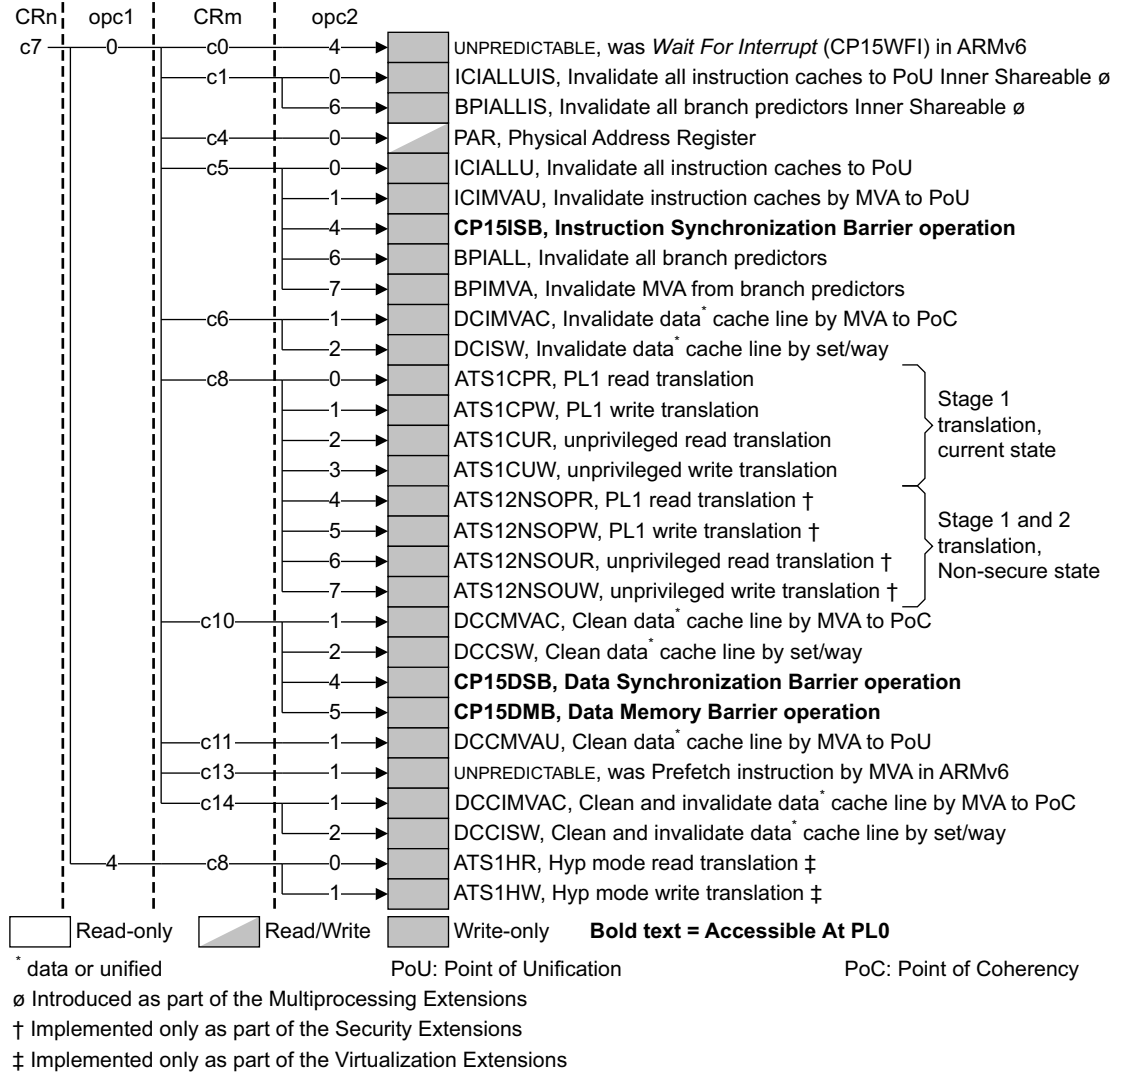 CRn opc1 CRm opc2
c7 0 c0 4 UNPREDICTABLE, was Wait For Interrupt (CP15WFI) in ARMv6
c1 0 ICIALLUIS, Invalidate all instruction caches to PoU Inner Shareable ø
6 BPIALLIS, Invalidate all branch predictors Inner Shareable ø
c4 0 PAR, Physical Address Register
c5 0 ICIALLU, Invalidate all instruction caches to PoU
1 ICIMVAU, Invalidate instruction caches by MVA to PoU
4 CP15ISB, Instruction Synchronization Barrier operation
6 BPIALL, Invalidate all branch predictors
7 BPIMVA, Invalidate MVA from branch predictors
c6 1 DCIMVAC, Invalidate data* cache line by MVA to PoC
2 DCISW, Invalidate data* cache line by set/way
c8 0 ATS1CPR, PL1 read translation
1 ATS1CPW, PL1 write translation
2 ATS1CUR, unprivileged read translation
3 ATS1CUW, unprivileged write translation
Stage 1
translation,
current state
4 ATS12NSOPR, PL1 read translation †
5 ATS12NSOPW, PL1 write translation †
6 ATS12NSOUR, unprivileged read translation †
7 ATS12NSOUW, unprivileged write translation †
Stage 1 and 2
translation,
Non-secure state
c10 1 DCCMVAC, Clean data* cache line by MVA to PoC
2 DCCSW, Clean data* cache line by set/way
4 CP15DSB, Data Synchronization Barrier operation
5 CP15DMB, Data Memory Barrier operation
c11 1 DCCMVAU, Clean data* cache line by MVA to PoU
c13 1 UNPREDICTABLE, was Prefetch instruction by MVA in ARMv6
c14 1 DCCIMVAC, Clean and invalidate data* cache line by MVA to PoC
2 DCCISW, Clean and invalidate data* cache line by set/way
4 c8 0 ATS1HR, Hyp mode read translation ‡
1 ATS1HW, Hyp mode write translation ‡
Read-only Read/Write Write-only Bold text = Accessible At PL0
* data or unified PoU: Point of Unification PoC: Point of Coherency
ø Introduced as part of the Multiprocessing Extensions
† Implemented only as part of the Security Extensions
‡ Implemented only as part of the Virtualization Extensions